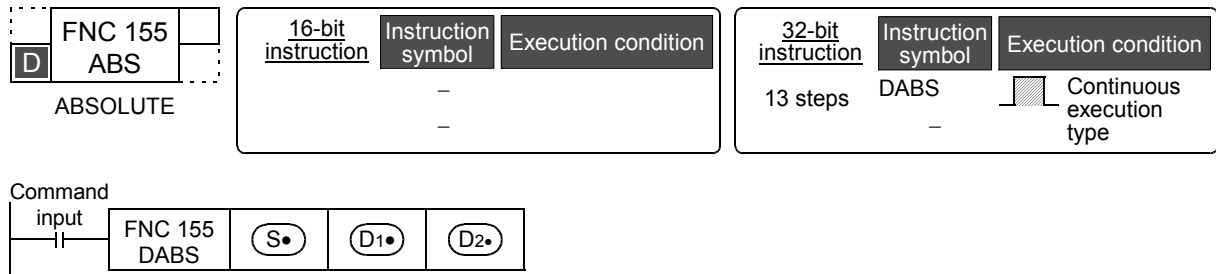 D
FNC 155
ABS
ABSOLUTE
16-bit
instruction
Instruction
symbol
Execution condition
–
–
32-bit
instruction
Instruction
symbol
Execution condition
13 steps
DABS
Continuous
execution
type
–
Command
input
FNC 155
DABS
S•
D1•
D2•